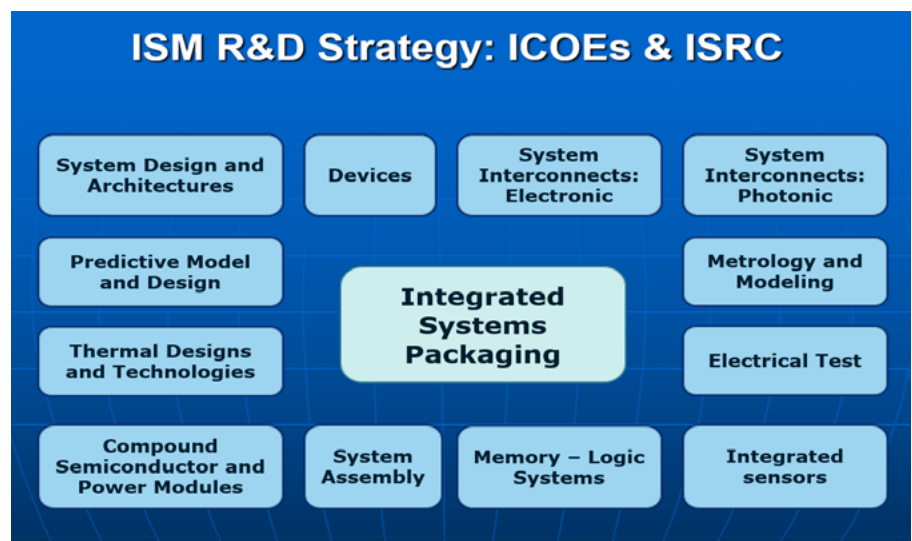 ISM R&D Strategy: ICOEs & ISRC
System Design and
Architectures
Devices
System
Interconnects:
Electronic
System
Interconnects:
Photonic
Predictive Model
and Design
Integrated
Systems
Packaging
Metrology and
Modeling
Thermal Designs
and Technologies
Electrical Test
Compound
Semiconductor and
Power Modules
System
Assembly
Memory – Logic
Systems
Integrated
sensors